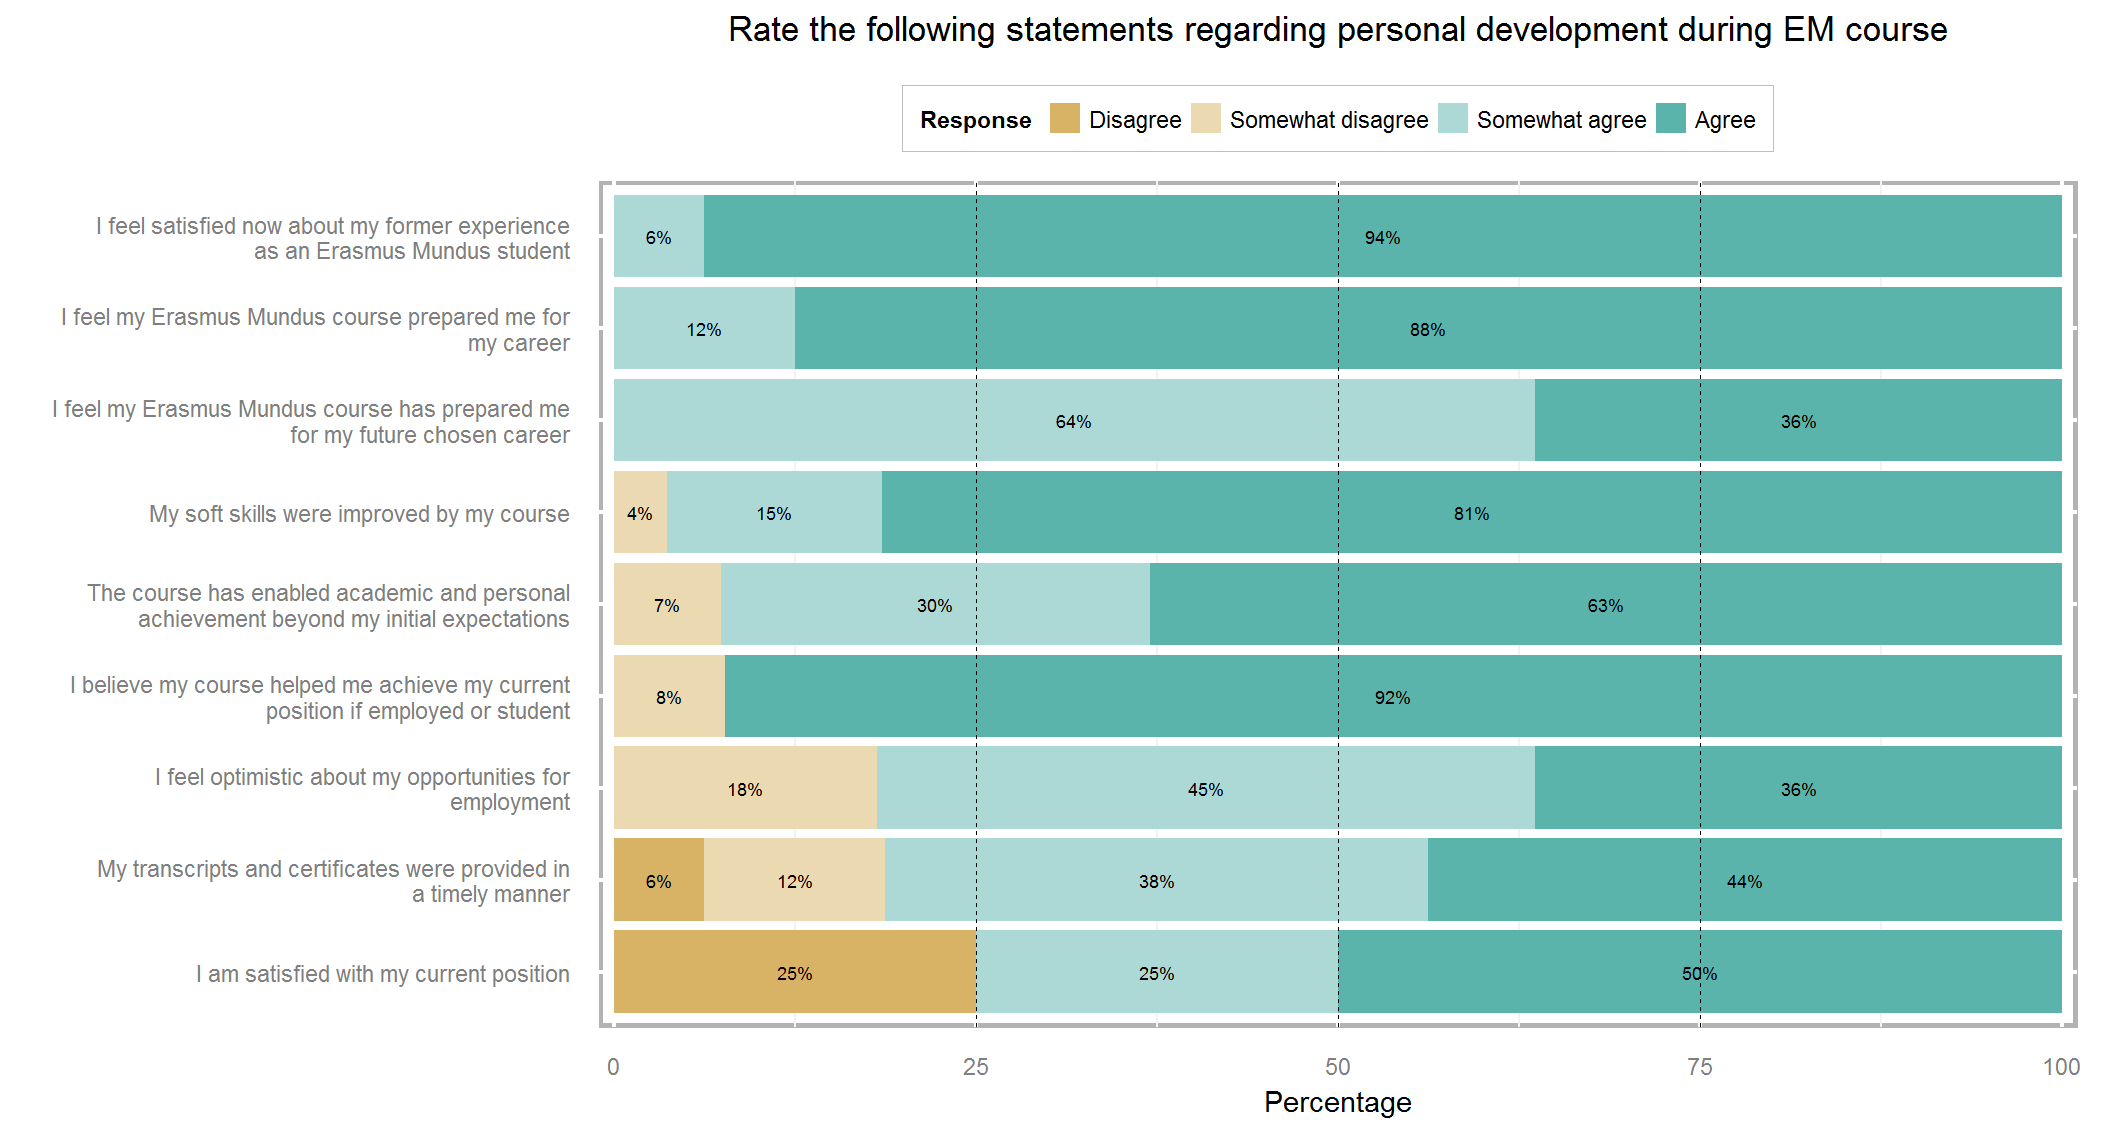 Rate the following statements regarding personal development during EM course
Response Disagree Somewhat disagree Somewhat agree Agree
I feel satisfied now about my former experience
as an Erasmus Mundus student
6% 94%
I feel my Erasmus Mundus course prepared me for
my career
12% 88%
I feel my Erasmus Mundus course has prepared me
for my future chosen career
64% 36%
My soft skills were improved by my course
4% 15% 81%
The course has enabled academic and personal
achievement beyond my initial expectations
7% 30% 63%
I believe my course helped me achieve my current
position if employed or student
8% 92%
I feel optimistic about my opportunities for
employment
18% 45% 36%
My transcripts and certificates were provided in
a timely manner
6% 12% 38% 44%
I am satisfied with my current position
25% 25% 50%
0 25 50 75 100
Percentage